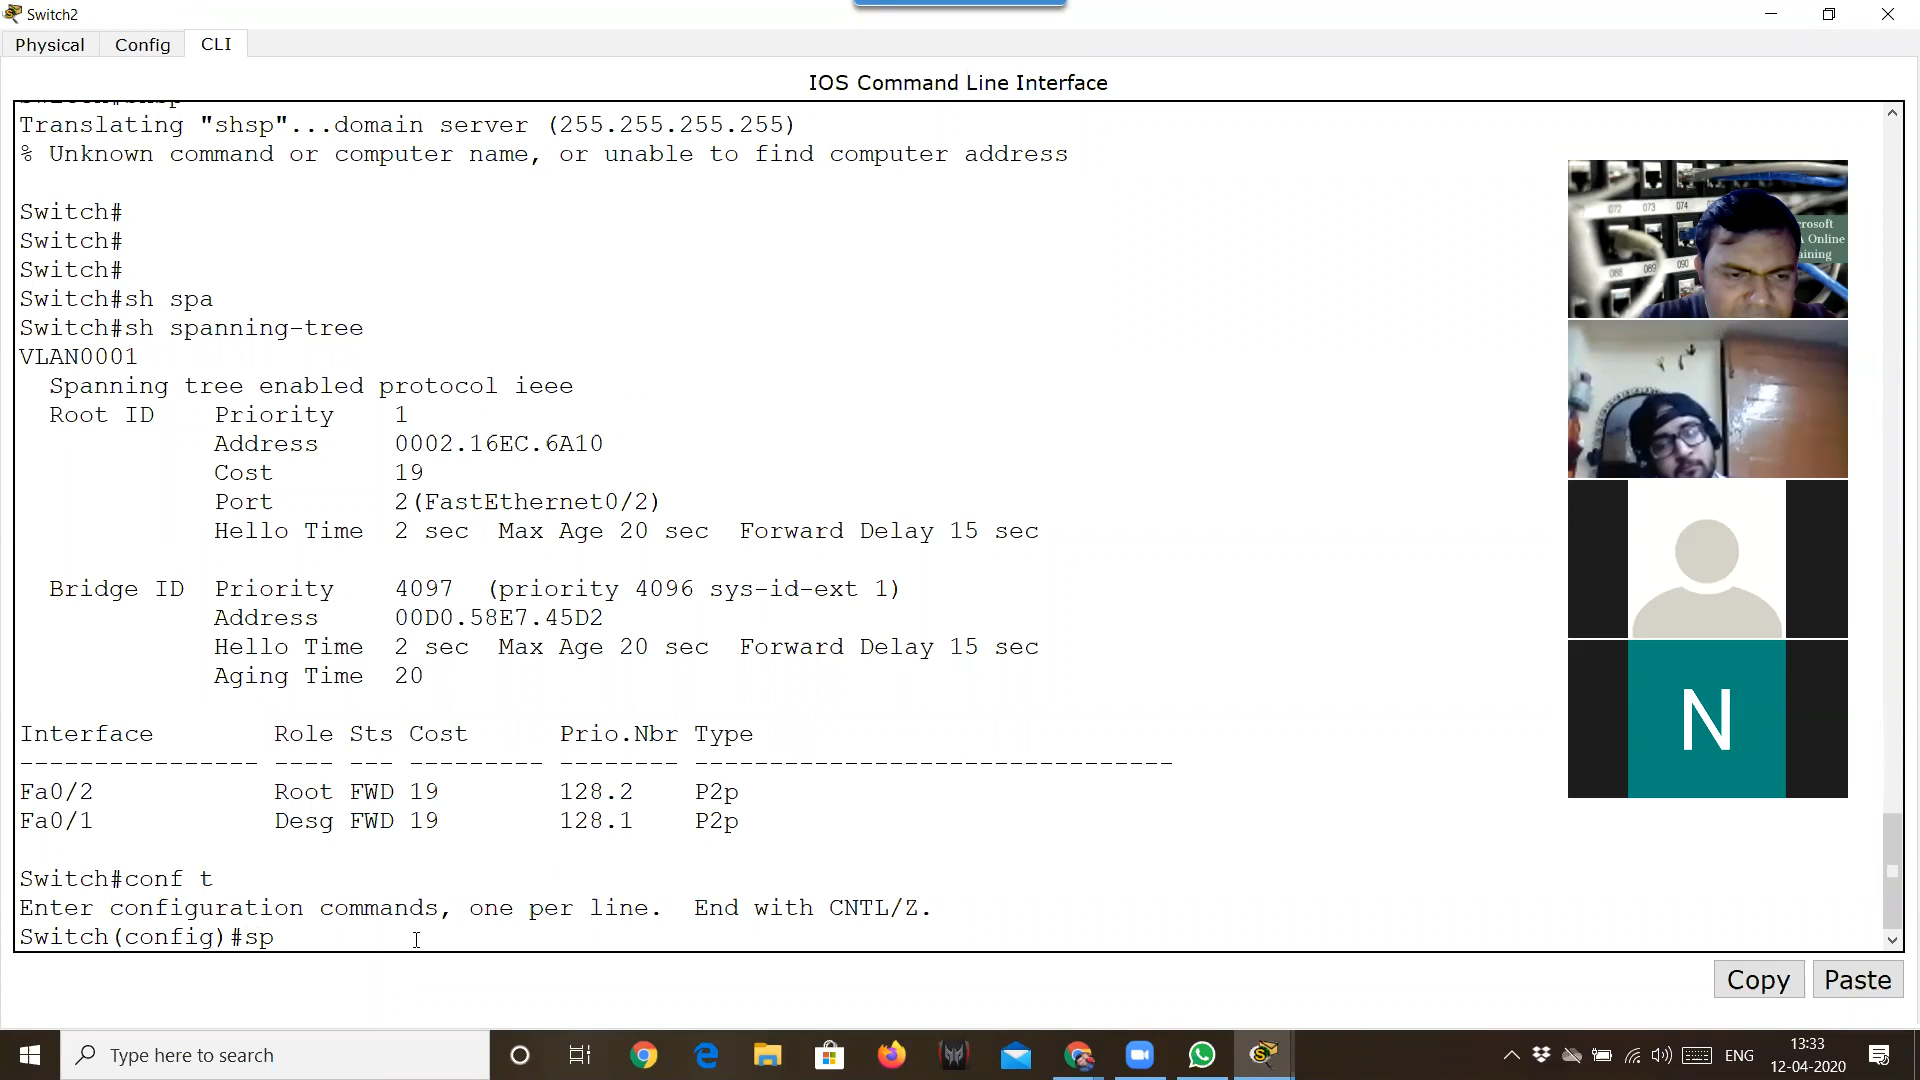 Switch2
Physical Config CLI
IOS Command Line Interface
Translating "shsp"...domain server (255.255.255.255)
% Unknown command or computer name, or unable to find computer address
Switch#
Switch#
Switch#
Switch#sh spa
Switch#sh spanning-tree
VLAN0001
Spanning tree enabled protocol ieee
Root ID Priority 1
Address 0002.16EC.6A10
Cost 19
Port 2(FastEthernet0/2)
Hello Time 2 sec Max Age 20 sec Forward Delay 15 sec
Bridge ID Priority 4097 (priority 4096 sys-id-ext 1)
Address 00D0.58E7.45D2
Hello Time 2 sec Max Age 20 sec Forward Delay 15 sec
Aging Time 20
Interface Role Sts Cost Prio.Nbr Type
---------------- ---- --- --------- -------- --------------------------------
Fa0/2 Root FWD 19 128.2 P2p
Fa0/1 Desg FWD 19 128.1 P2p
Switch#conf t
Enter configuration commands, one per line. End with CNTL/Z.
Switch(config)#sp
072 073 074
088 089 090
Online
N
Copy Paste
Type here to search
ENG
13:33
12-04-2020